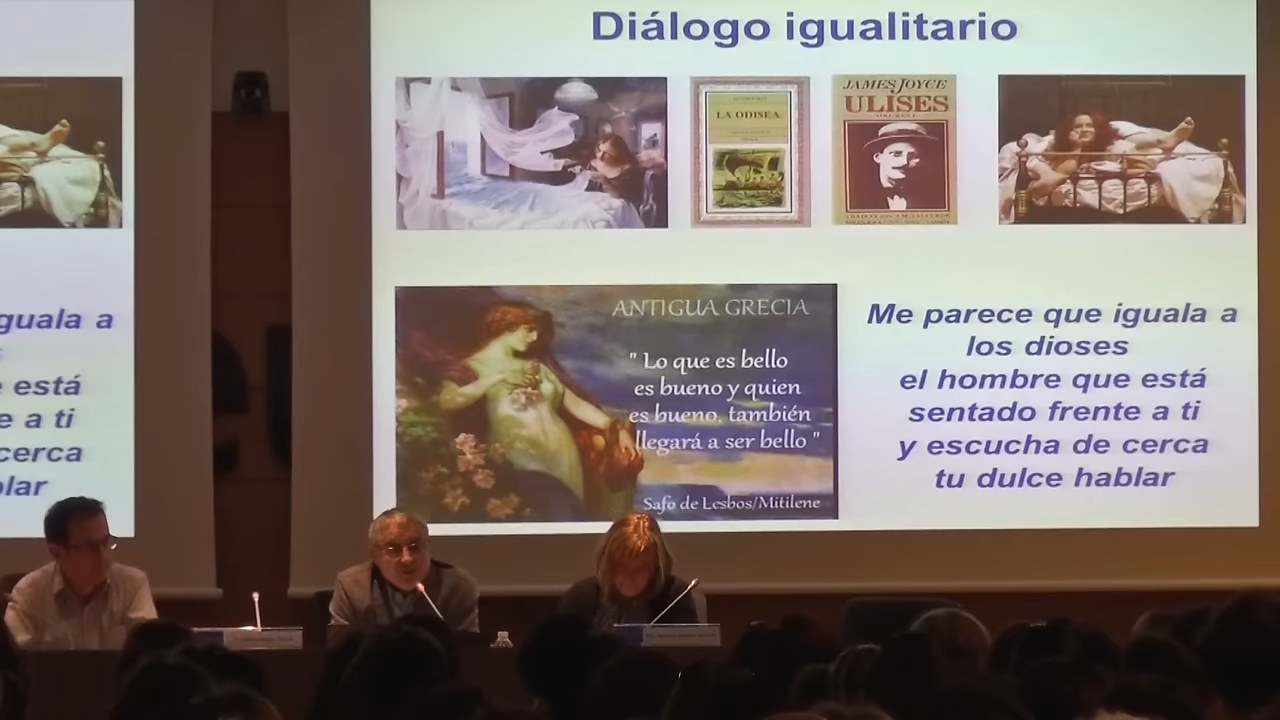 Diálogo igualitario
LA ODISEA
JAMES JOYCE
ULISES
guala a
está
e a ti
cerca
lar
ANTIGUA GRECIA
" Lo que es bello
es bueno y quien
es bueno, también
llegará a ser bello "
Safo de Lesbos/Mitilene
Me parece que iguala a
los dioses
el hombre que está
sentado frente a ti
y escucha de cerca
tu dulce hablar